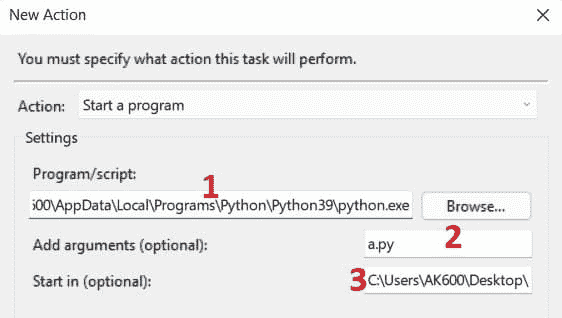 New Action
You must specify what action this task will perform.
Action: Start a program
Settings
Program/script:
1
600\AppData\Local\Programs\Python\Python39\python.exe Browse...
Add arguments (optional): a.py 2
Start in (optional): 3 C:\Users\AK600\Desktop\